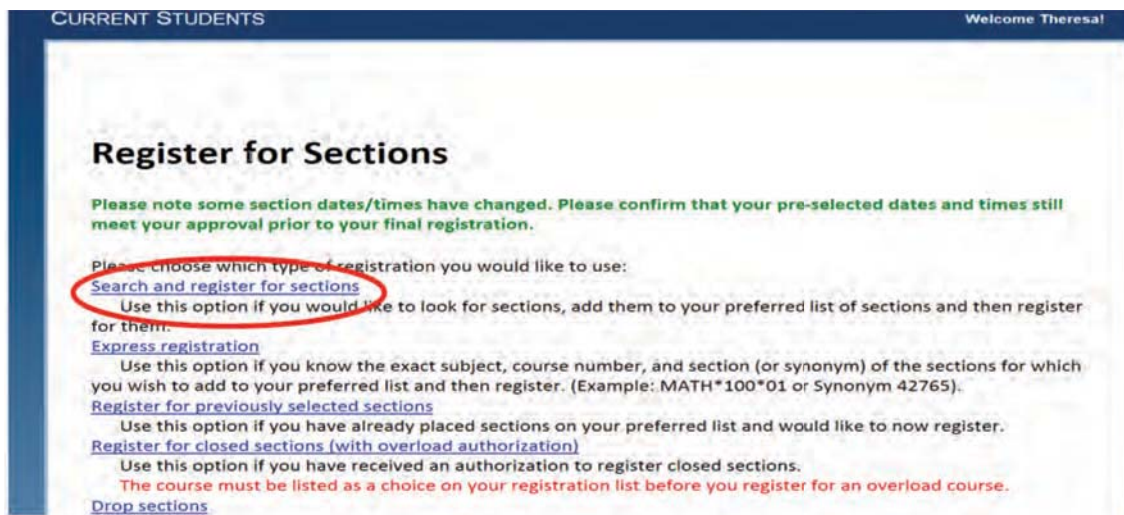 CURRENT STUDENTS
Welcome Theresa!
Register for Sections
Please note some section dates/times have changed. Please confirm that your pre-selected dates and times still
meet your approval prior to your final registration.
Please choose which type of registration you would like to use:
Search and register for sections
Use this option if you would like to look for sections, add them to your preferred list of sections and then register
for them.
Express registration
Use this option if you know the exact subject, course number, and section (or synonym) of the sections for which
you wish to add to your preferred list and then register. (Example: MATH*100*01 or Synonym 42765).
Register for previously selected sections
Use this option if you have already placed sections on your preferred list and would like to now register.
Register for closed sections (with overload authorization)
Use this option if you have received an authorization to register closed sections.
The course must be listed as a choice on your registration list before you register for an overload course.
Drop sections